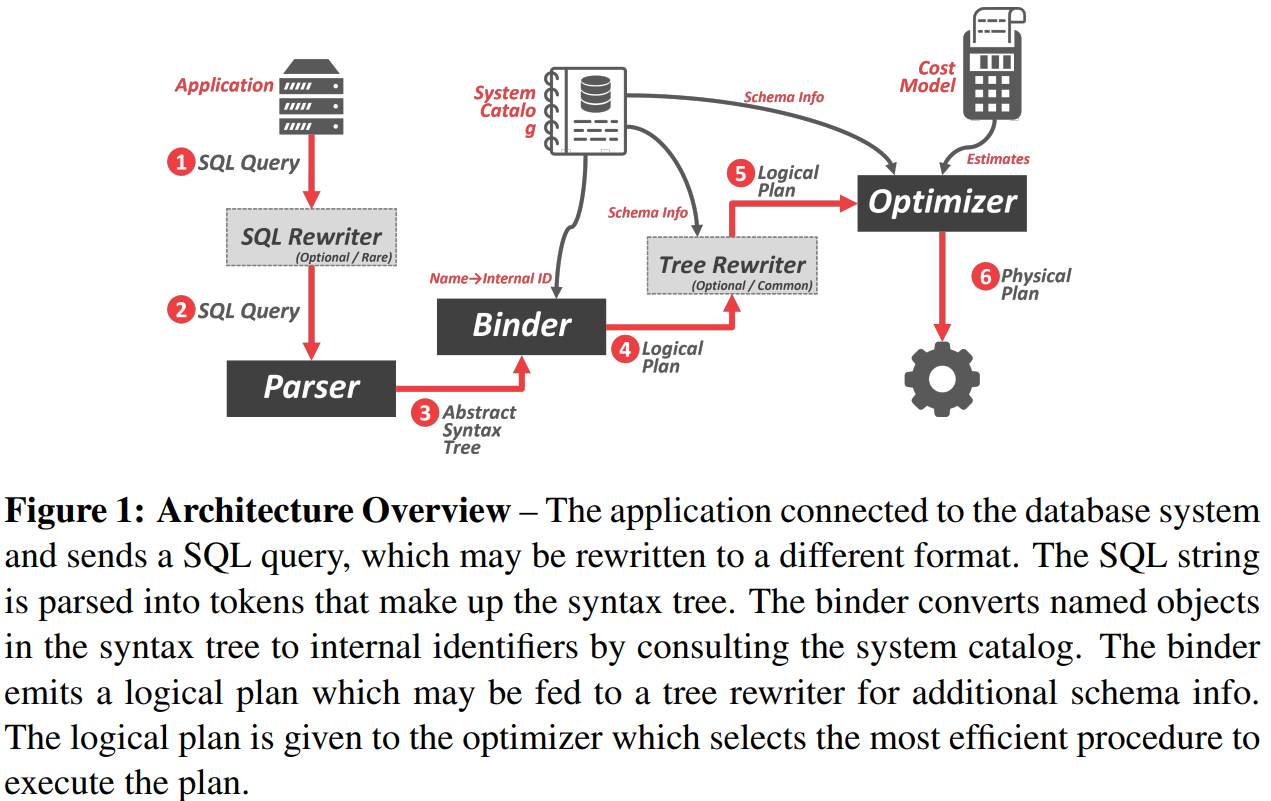 Application
System
Catalo
g
Cost
Model
Schema Info
1 SQL Query
Estimates
5 Logical
Plan
Optimizer
Schema Info
SQL Rewriter
(Optional / Rare)
Tree Rewriter
(Optional / Common)
Name→Internal ID
6 Physical
Plan
2 SQL Query
Binder
4 Logical
Plan
Parser
3 Abstract
Syntax
Tree
Figure 1: Architecture Overview – The application connected to the database system
and sends a SQL query, which may be rewritten to a different format. The SQL string
is parsed into tokens that make up the syntax tree. The binder converts named objects
in the syntax tree to internal identifiers by consulting the system catalog. The binder
emits a logical plan which may be fed to a tree rewriter for additional schema info.
The logical plan is given to the optimizer which selects the most efficient procedure to
execute the plan.